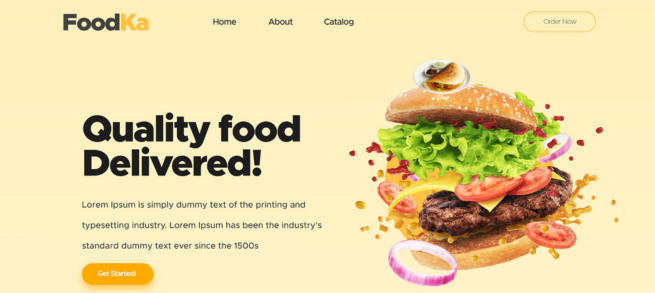 FoodKa
Home
About
Catalog
Order Now
Quality food
Delivered!
Lorem Ipsum is simply dummy text of the printing and
typesetting industry. Lorem Ipsum has been the industry's
standard dummy text ever since the 1500s
Get Started!